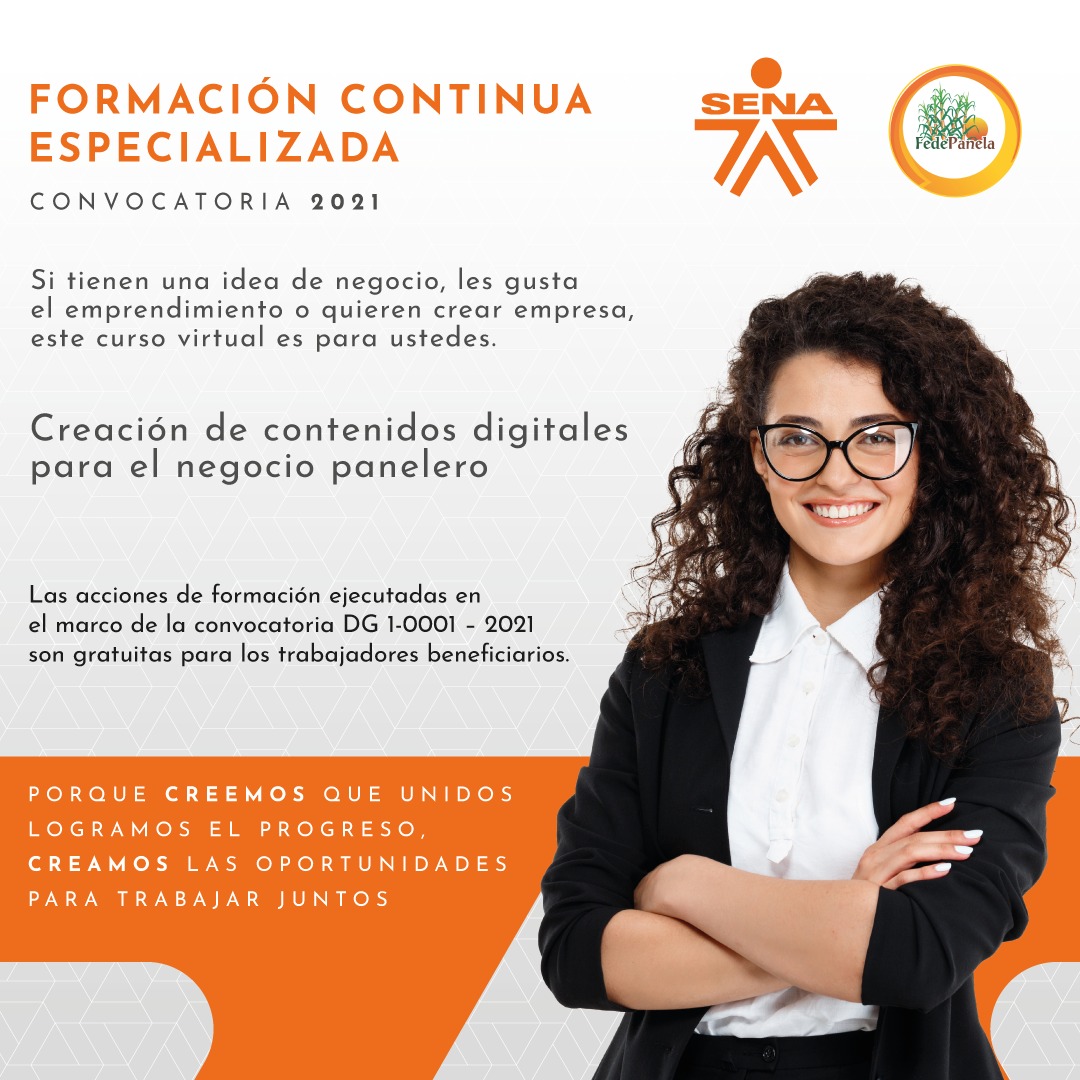 FORMACIÓN CONTINUA
ESPECIALIZADA
CONVOCATORIA 2021
SENA
FedePanela
Si tienen una idea de negocio, les gusta
el emprendimiento o quieren crear empresa,
este curso virtual es para ustedes.
Creación de contenidos digitales
para el negocio panelero
Las acciones de formación ejecutadas en
el marco de la convocatoria DG 1-0001 – 2021
son gratuitas para los trabajadores beneficiarios.
PORQUE CREEMOS QUE UNIDOS
LOGRAMOS EL PROGRESO,
CREAMOS LAS OPORTUNIDADES
PARA TRABAJAR JUNTOS